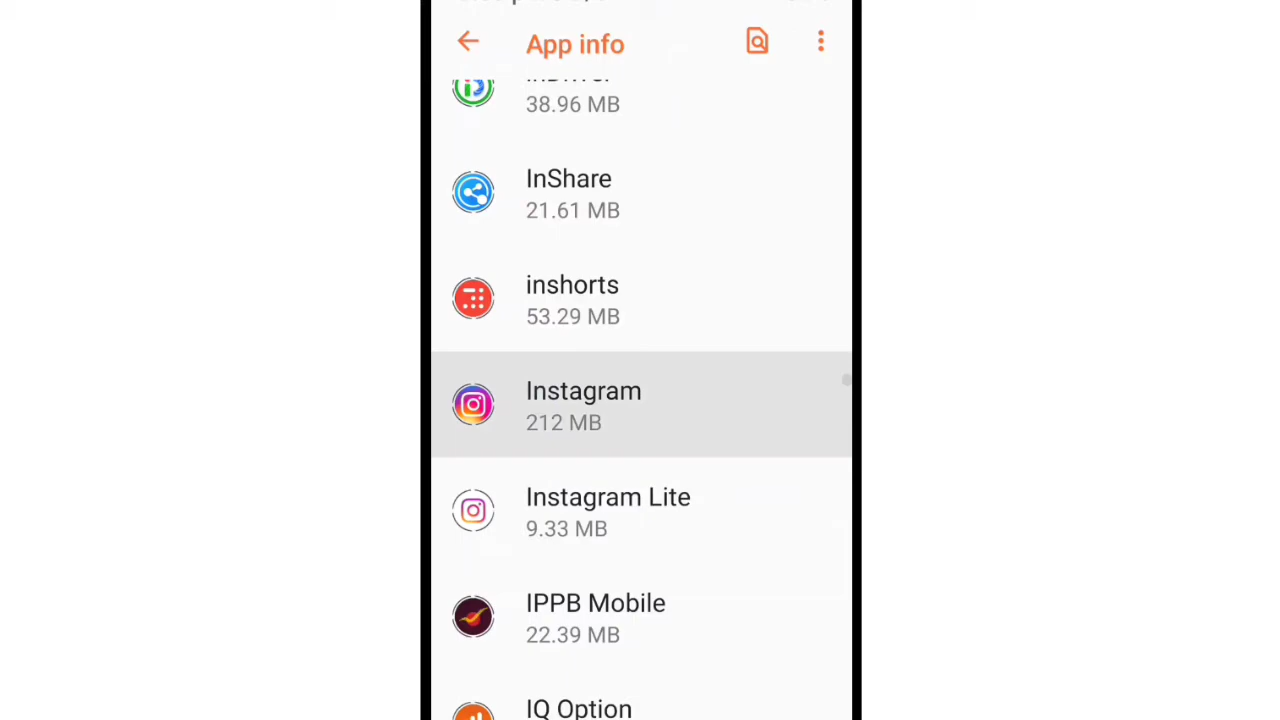 App info
38.96 MB
InShare
21.61 MB
inshorts
53.29 MB
Instagram
212 MB
Instagram Lite
9.33 MB
IPPB Mobile
22.39 MB
IQ Option